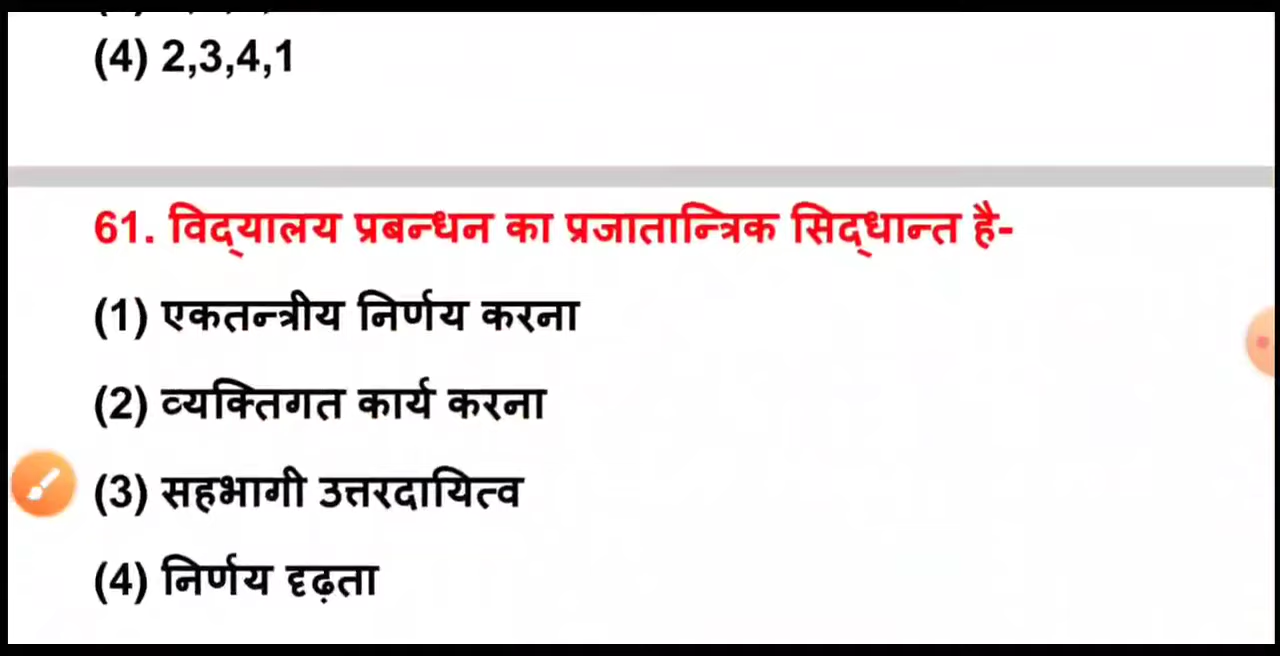 (4) 2,3,4,1
61. विद्यालय प्रबन्धन का प्रजातान्त्रिक सिद्धान्त है-
(1) एकतन्त्रीय निर्णय करना
(2) व्यक्तिगत कार्य करना
(3) सहभागी उत्तरदायित्व
(4) निर्णय दृढ़ता